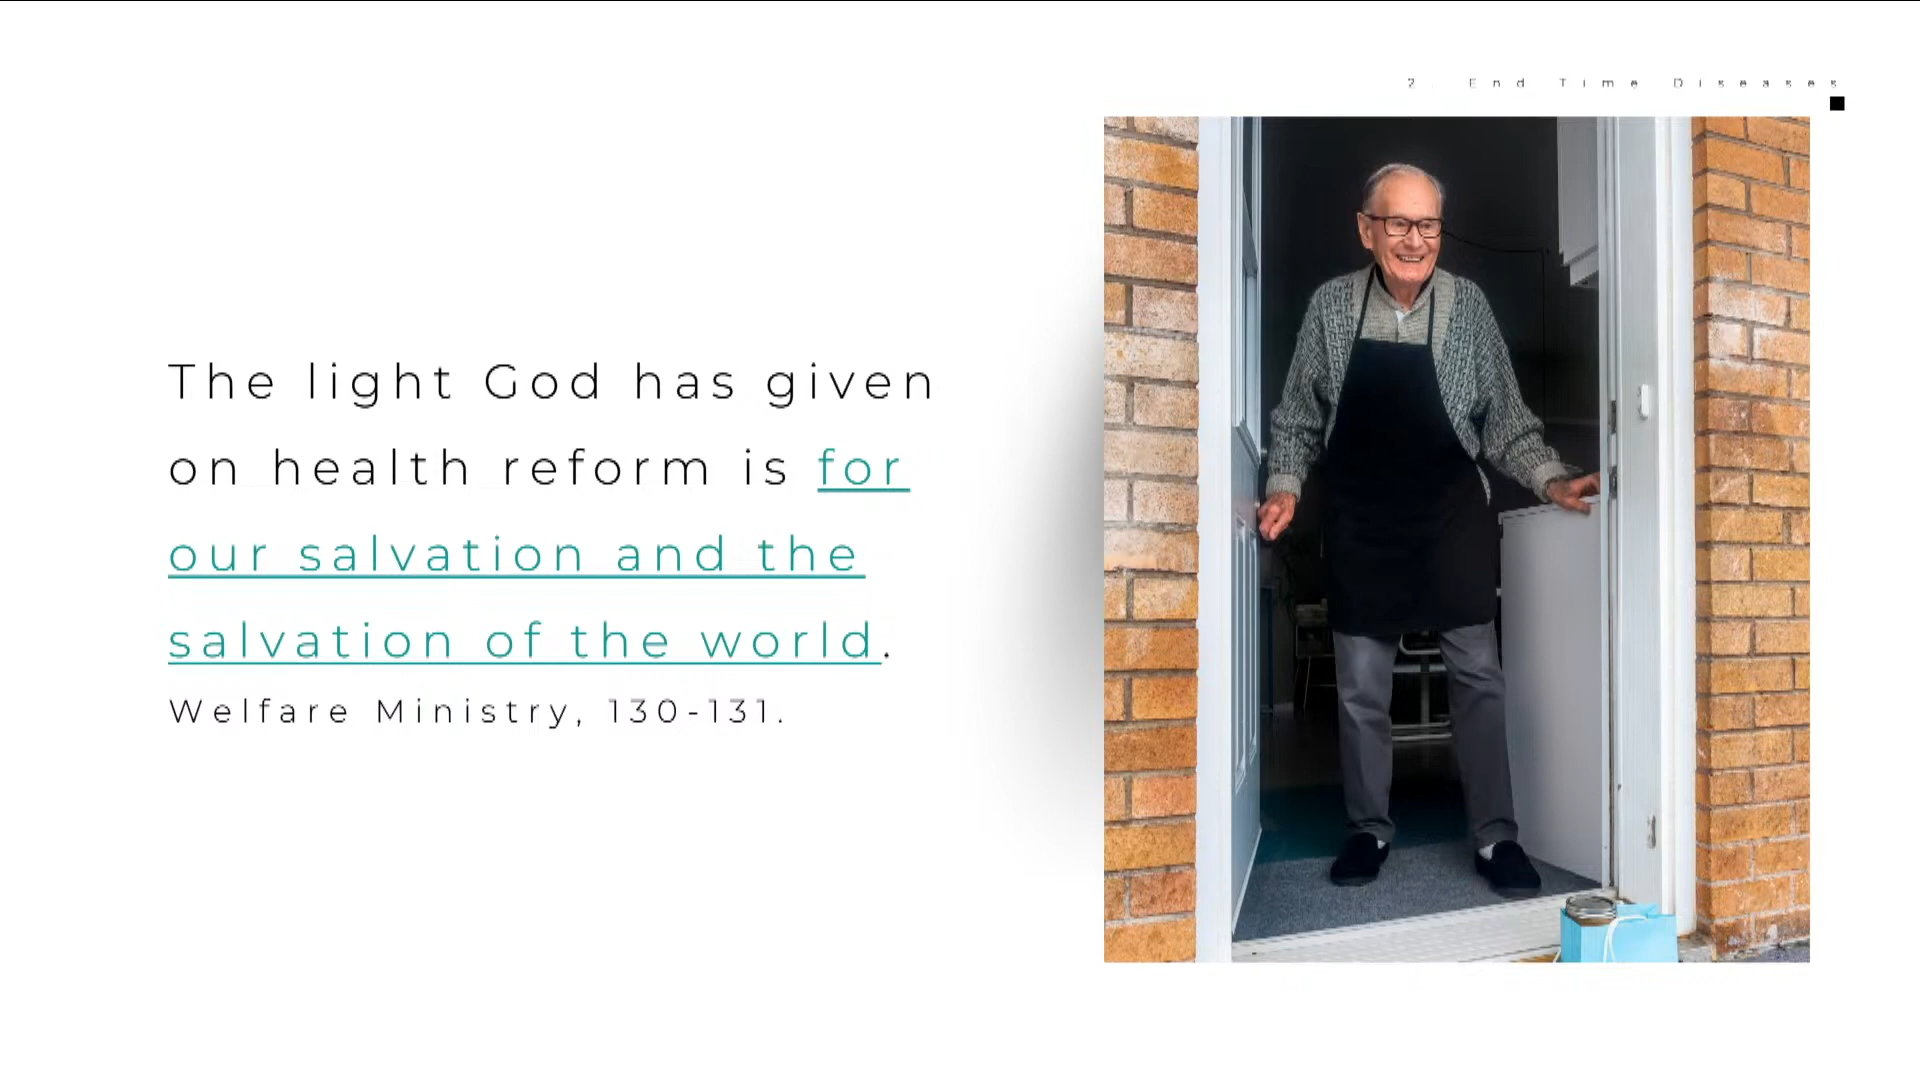 2. End Time Diseases
The light God has given
on health reform is for
our salvation and the
salvation of the world.
Welfare Ministry, 130-131.